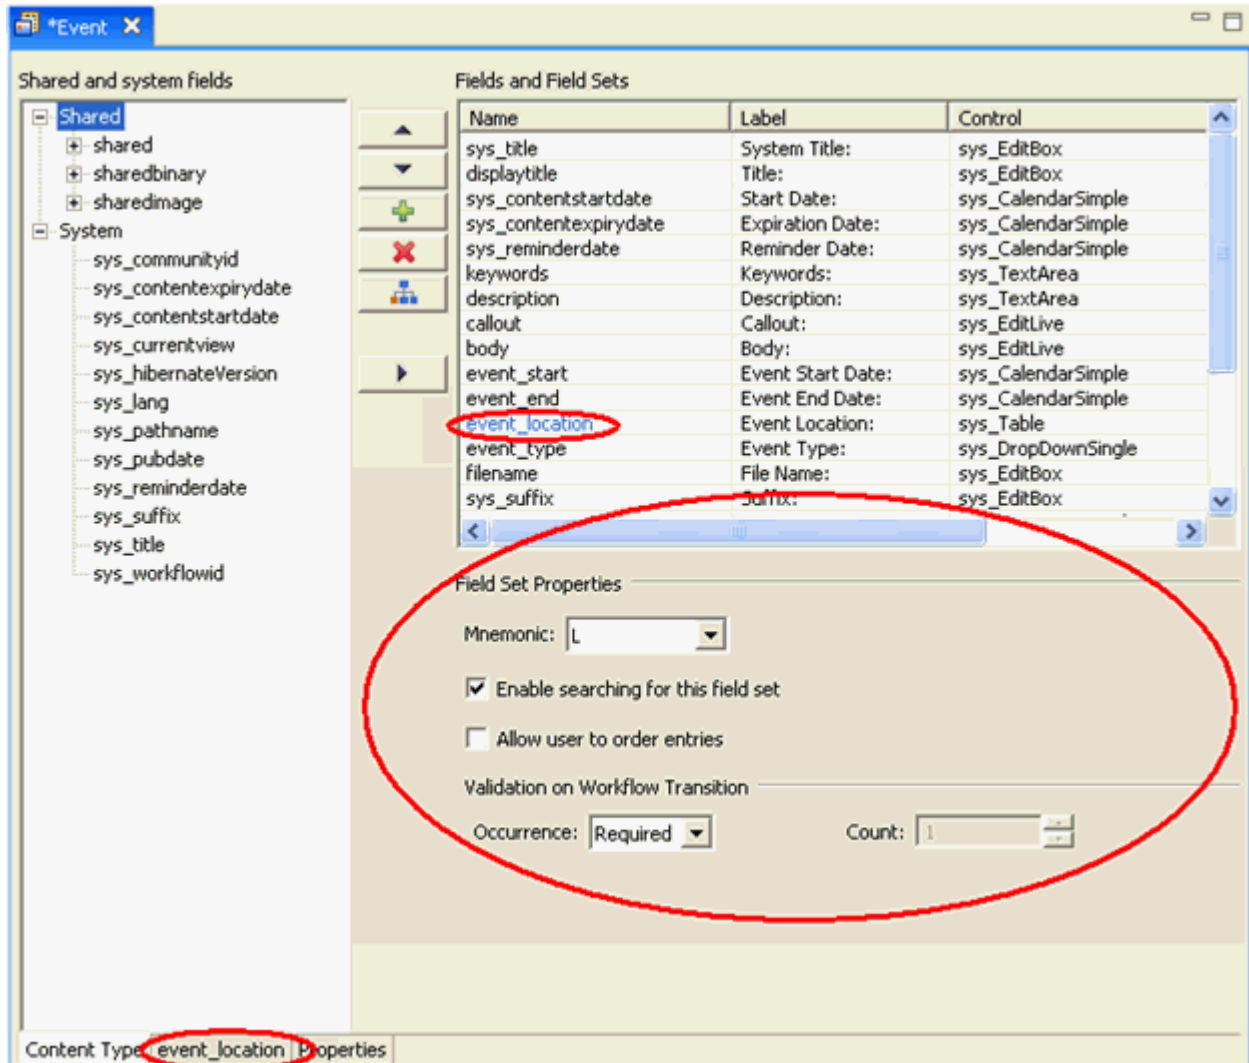 *Event
Shared and system fields
Shared
shared
sharedbinary
sharedimage
System
sys_communityid
sys_contentexpirydate
sys_contentstartdate
sys_currentview
sys_hibernateVersion
sys_lang
sys_pathname
sys_pubdate
sys_reminderdate
sys_suffix
sys_title
sys_workflowid
Fields and Field Sets
Name Label Control
sys_title System Title: sys_EditBox
displaytitle Title: sys_EditBox
sys_contentstartdate Start Date: sys_CalendarSimple
sys_contentexpirydate Expiration Date: sys_CalendarSimple
sys_reminderdate Reminder Date: sys_CalendarSimple
keywords Keywords: sys_TextArea
description Description: sys_TextArea
callout Callout: sys_EditLive
body Body: sys_EditLive
event_start Event Start Date: sys_CalendarSimple
event_end Event End Date: sys_CalendarSimple
event_location Event Location: sys_Table
event_type Event Type: sys_DropDownSingle
filename File Name: sys_EditBox
sys_suffix Suffix: sys_EditBox
Field Set Properties
Mnemonic: L
Enable searching for this field set
Allow user to order entries
Validation on Workflow Transition
Occurrence: Required Count: 1
Content Type event_location Properties